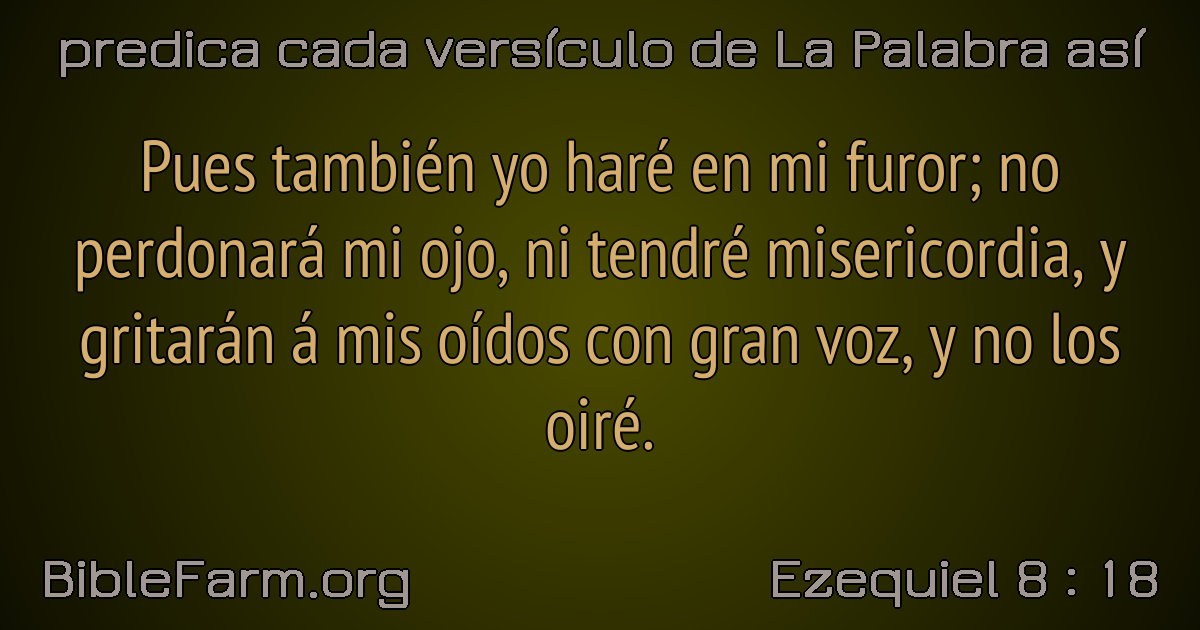 predica cada versículo de La Palabra así
Pues también yo haré en mi furor; no
perdonará mi ojo, ni tendré misericordia, y
gritarán á mis oídos con gran voz, y no los
oiré.
BibleFarm.org
Ezequiel 8 : 18